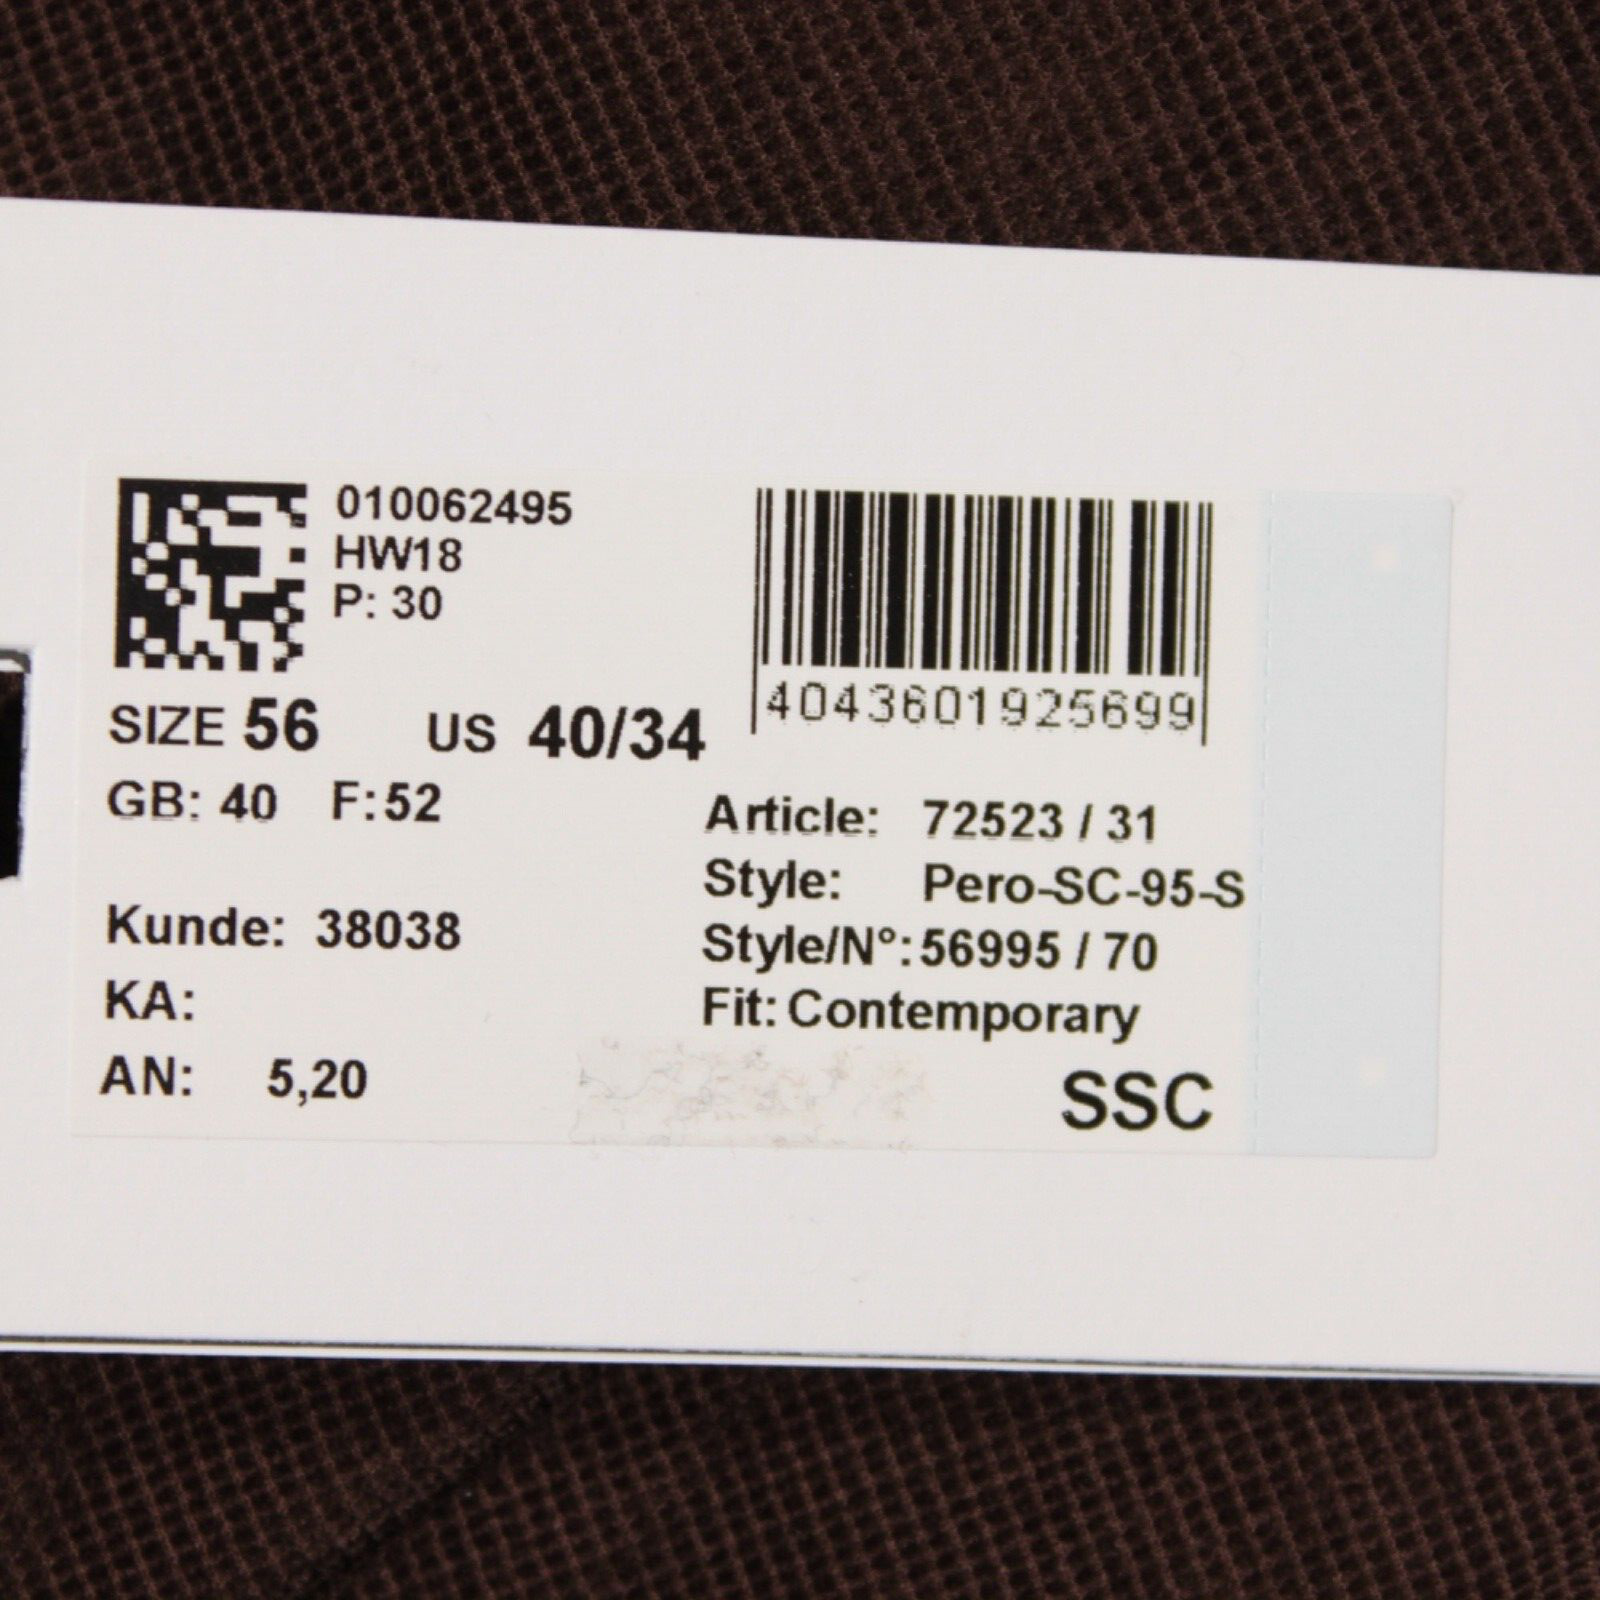 010062495
HW18
P: 30
4043601925699
SIZE 56 US 40/34
GB: 40 F:52
Kunde: 38038
KA:
AN: 5,20
Article: 72523 / 31
Style: Pero-SC-95-S
Style/N°:56995 / 70
Fit: Contemporary
SSC